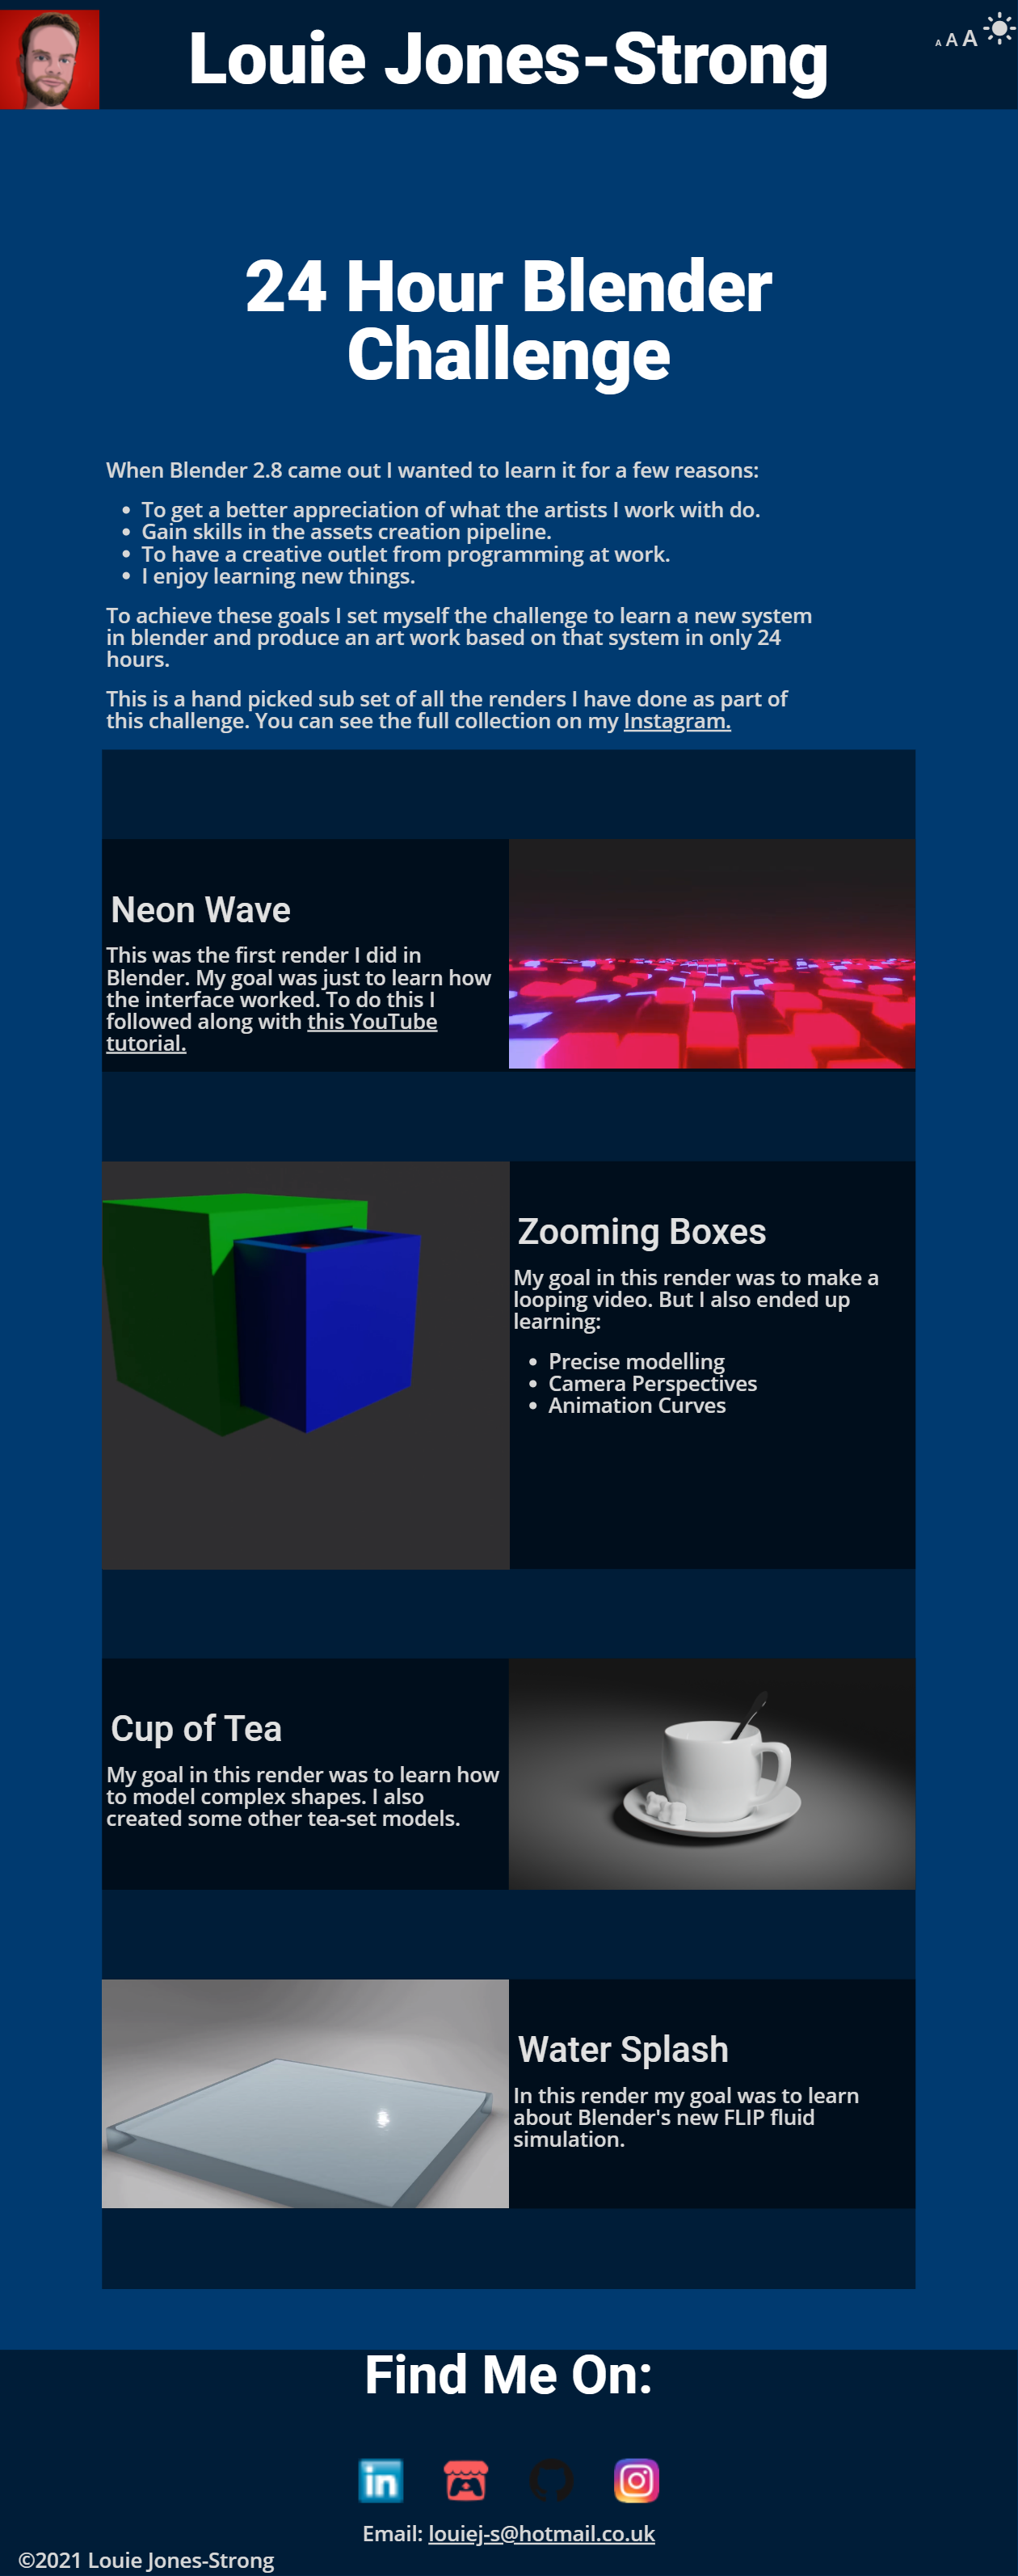 Louie Jones-Strong
A A A
24 Hour Blender
Challenge
When Blender 2.8 came out I wanted to learn it for a few reasons:
• To get a better appreciation of what the artists I work with do.
• Gain skills in the assets creation pipeline.
• To have a creative outlet from programming at work.
• I enjoy learning new things.
To achieve these goals I set myself the challenge to learn a new system
in blender and produce an art work based on that system in only 24
hours.
This is a hand picked sub set of all the renders I have done as part of
this challenge. You can see the full collection on my Instagram.
Neon Wave
This was the first render I did in
Blender. My goal was just to learn how
the interface worked. To do this I
followed along with this YouTube
tutorial.
Zooming Boxes
My goal in this render was to make a
looping video. But I also ended up
learning:
• Precise modelling
• Camera Perspectives
• Animation Curves
Cup of Tea
My goal in this render was to learn how
to model complex shapes. I also
created some other tea-set models.
Water Splash
In this render my goal was to learn
about Blender's new FLIP fluid
simulation.
Find Me On:
in
Email: louiej-s@hotmail.co.uk
©2021 Louie Jones-Strong